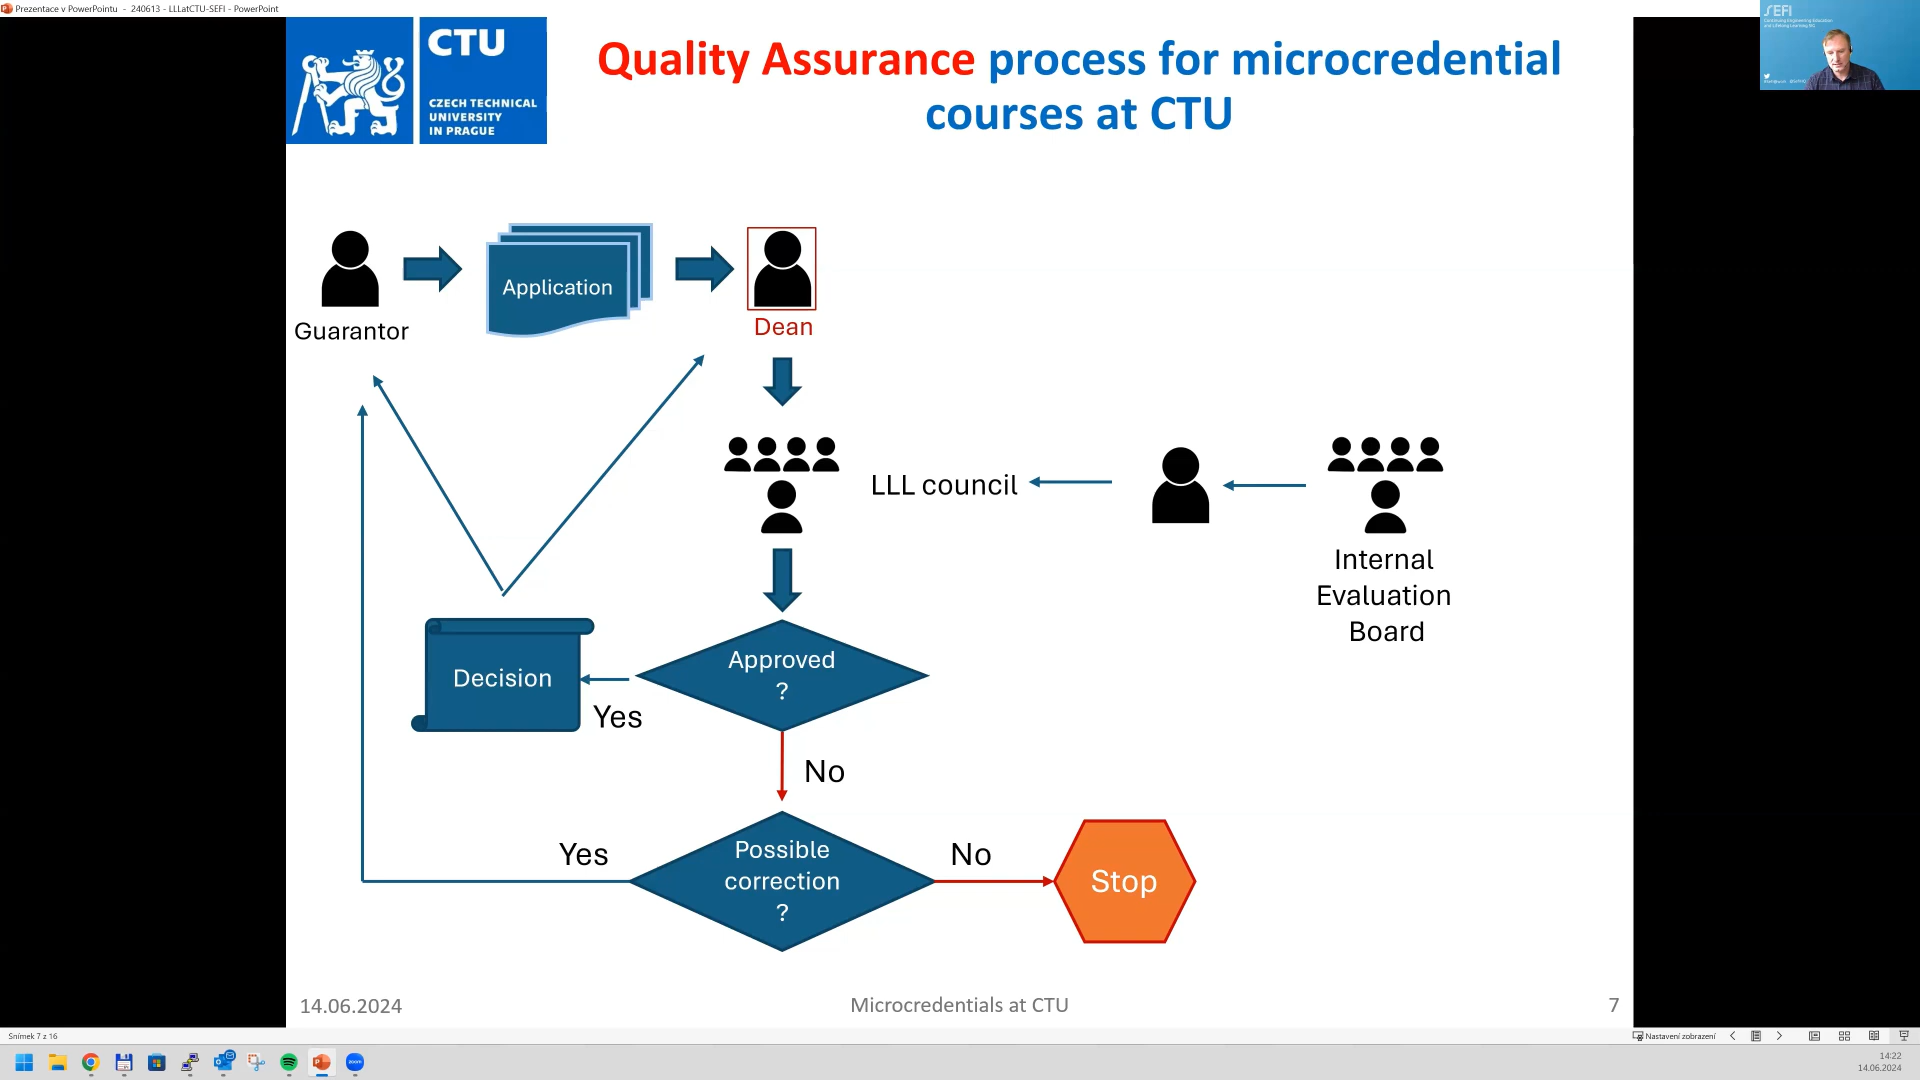 Prezentace v PowerPointu - 240613 - LLLatCTU-SEFI - PowerPoint
SEFI
CTU
CZECH TECHNICAL
UNIVERSITY
IN PRAGUE
Quality Assurance process for microcredential
courses at CTU
Application
Guarantor
Dean
LLL council
Internal
Evaluation
Board
Approved
?
Decision
Yes
No
Possible
correction
?
Yes
No
Stop
14.06.2024
Microcredentials at CTU
7
Snímek 7 z 16
Nastavení zobrazení
zoom
14:22
14.06.2024